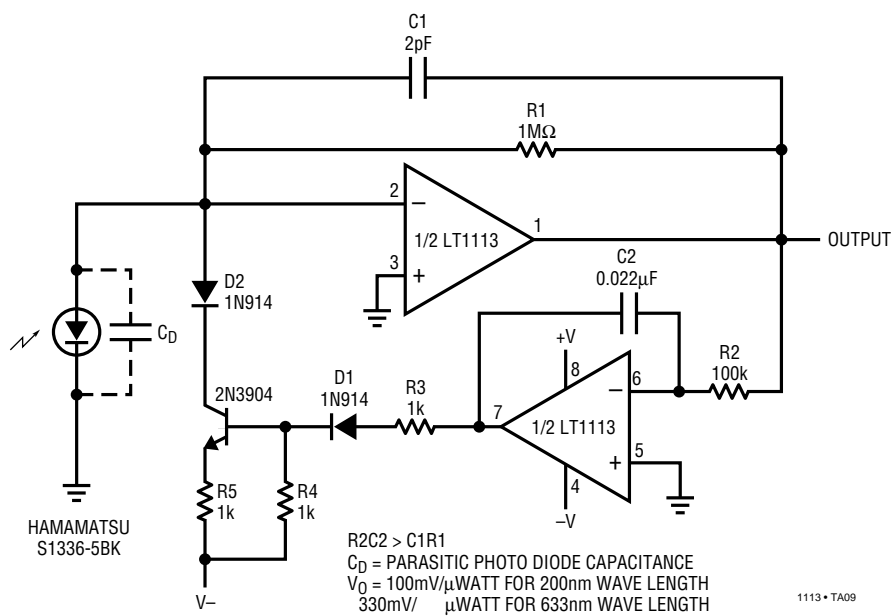 C1
2pF
R1
1MΩ
2
−
1/2 LT1113
1
3
+
OUTPUT
D2
1N914
C2
0.022µF
CD
+V
R2
100k
8
6
−
2N3904
D1
1N914
R3
1k
7
1/2 LT1113
5
+
4
−V
R5
1k
R4
1k
HAMAMATSU
S1336-5BK
V−
R2C2 > C1R1
CD = PARASITIC PHOTO DIODE CAPACITANCE
VO = 100mV/µWATT FOR 200nm WAVE LENGTH
330mV/ µWATT FOR 633nm WAVE LENGTH
1113 • TA09